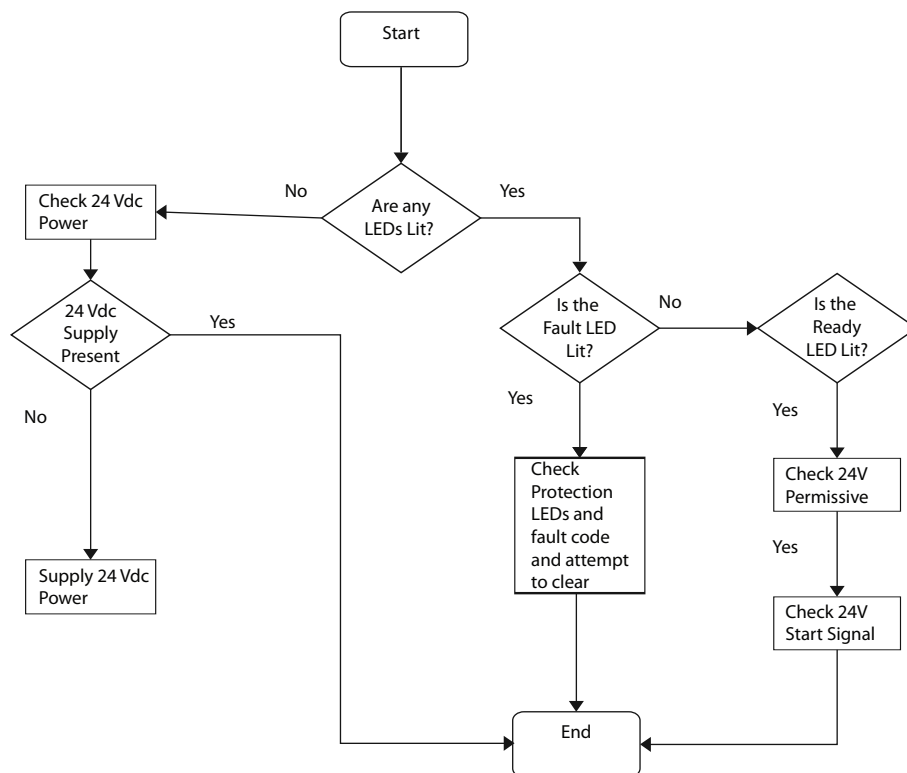 Start
No
Yes
Are any
LEDs Lit?
Check 24 Vdc
Power
24 Vdc
Supply
Present
Yes
No
Supply 24 Vdc
Power
Is the
Fault LED
Lit?
No
Yes
Is the
Ready
LED Lit?
Yes
Check
Protection
LEDs and
fault code
and attempt
to clear
Check 24V
Permissive
Yes
Check 24V
Start Signal
End